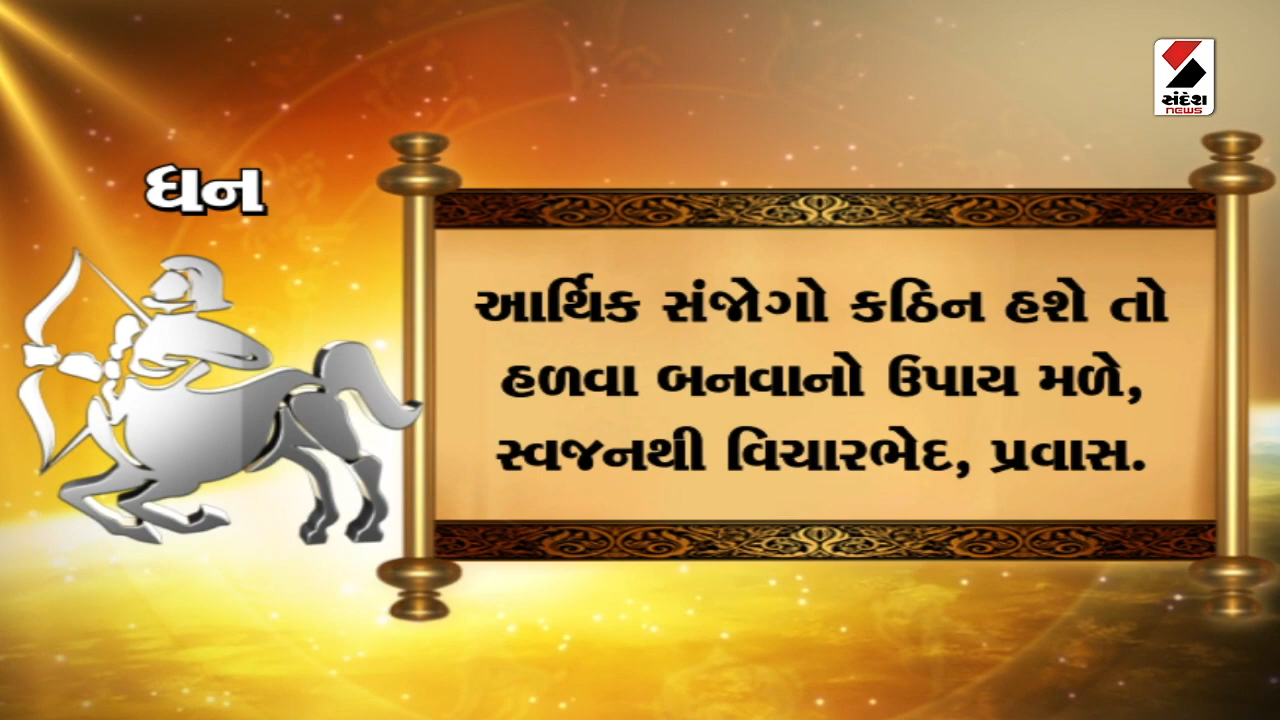 સંદેશ
NEWS
ધન
આર્થિક સંજોગો કઠિન હશે તો
હળવા બનવાનો ઉપાય મળે,
સ્વજનથી વિચારભેદ, પ્રવાસ.